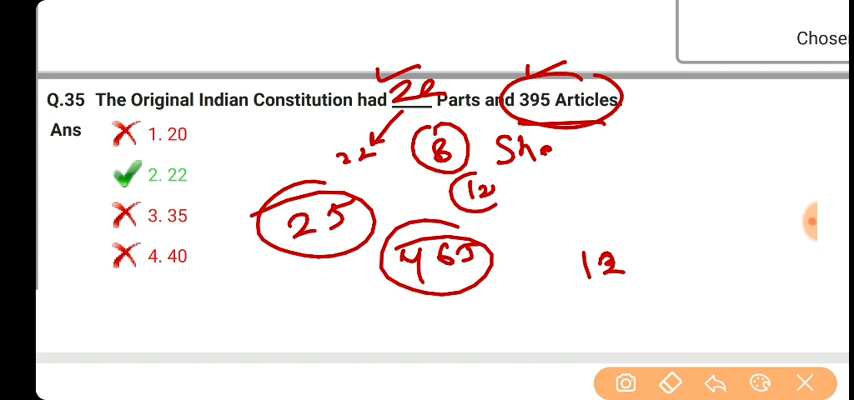 Chose
Q.35 The Original Indian Constitution had ____ Parts and 395 Articles.
Ans
1. 20
2. 22
3. 35
4. 40
22
8
Sh
12
25
465
12